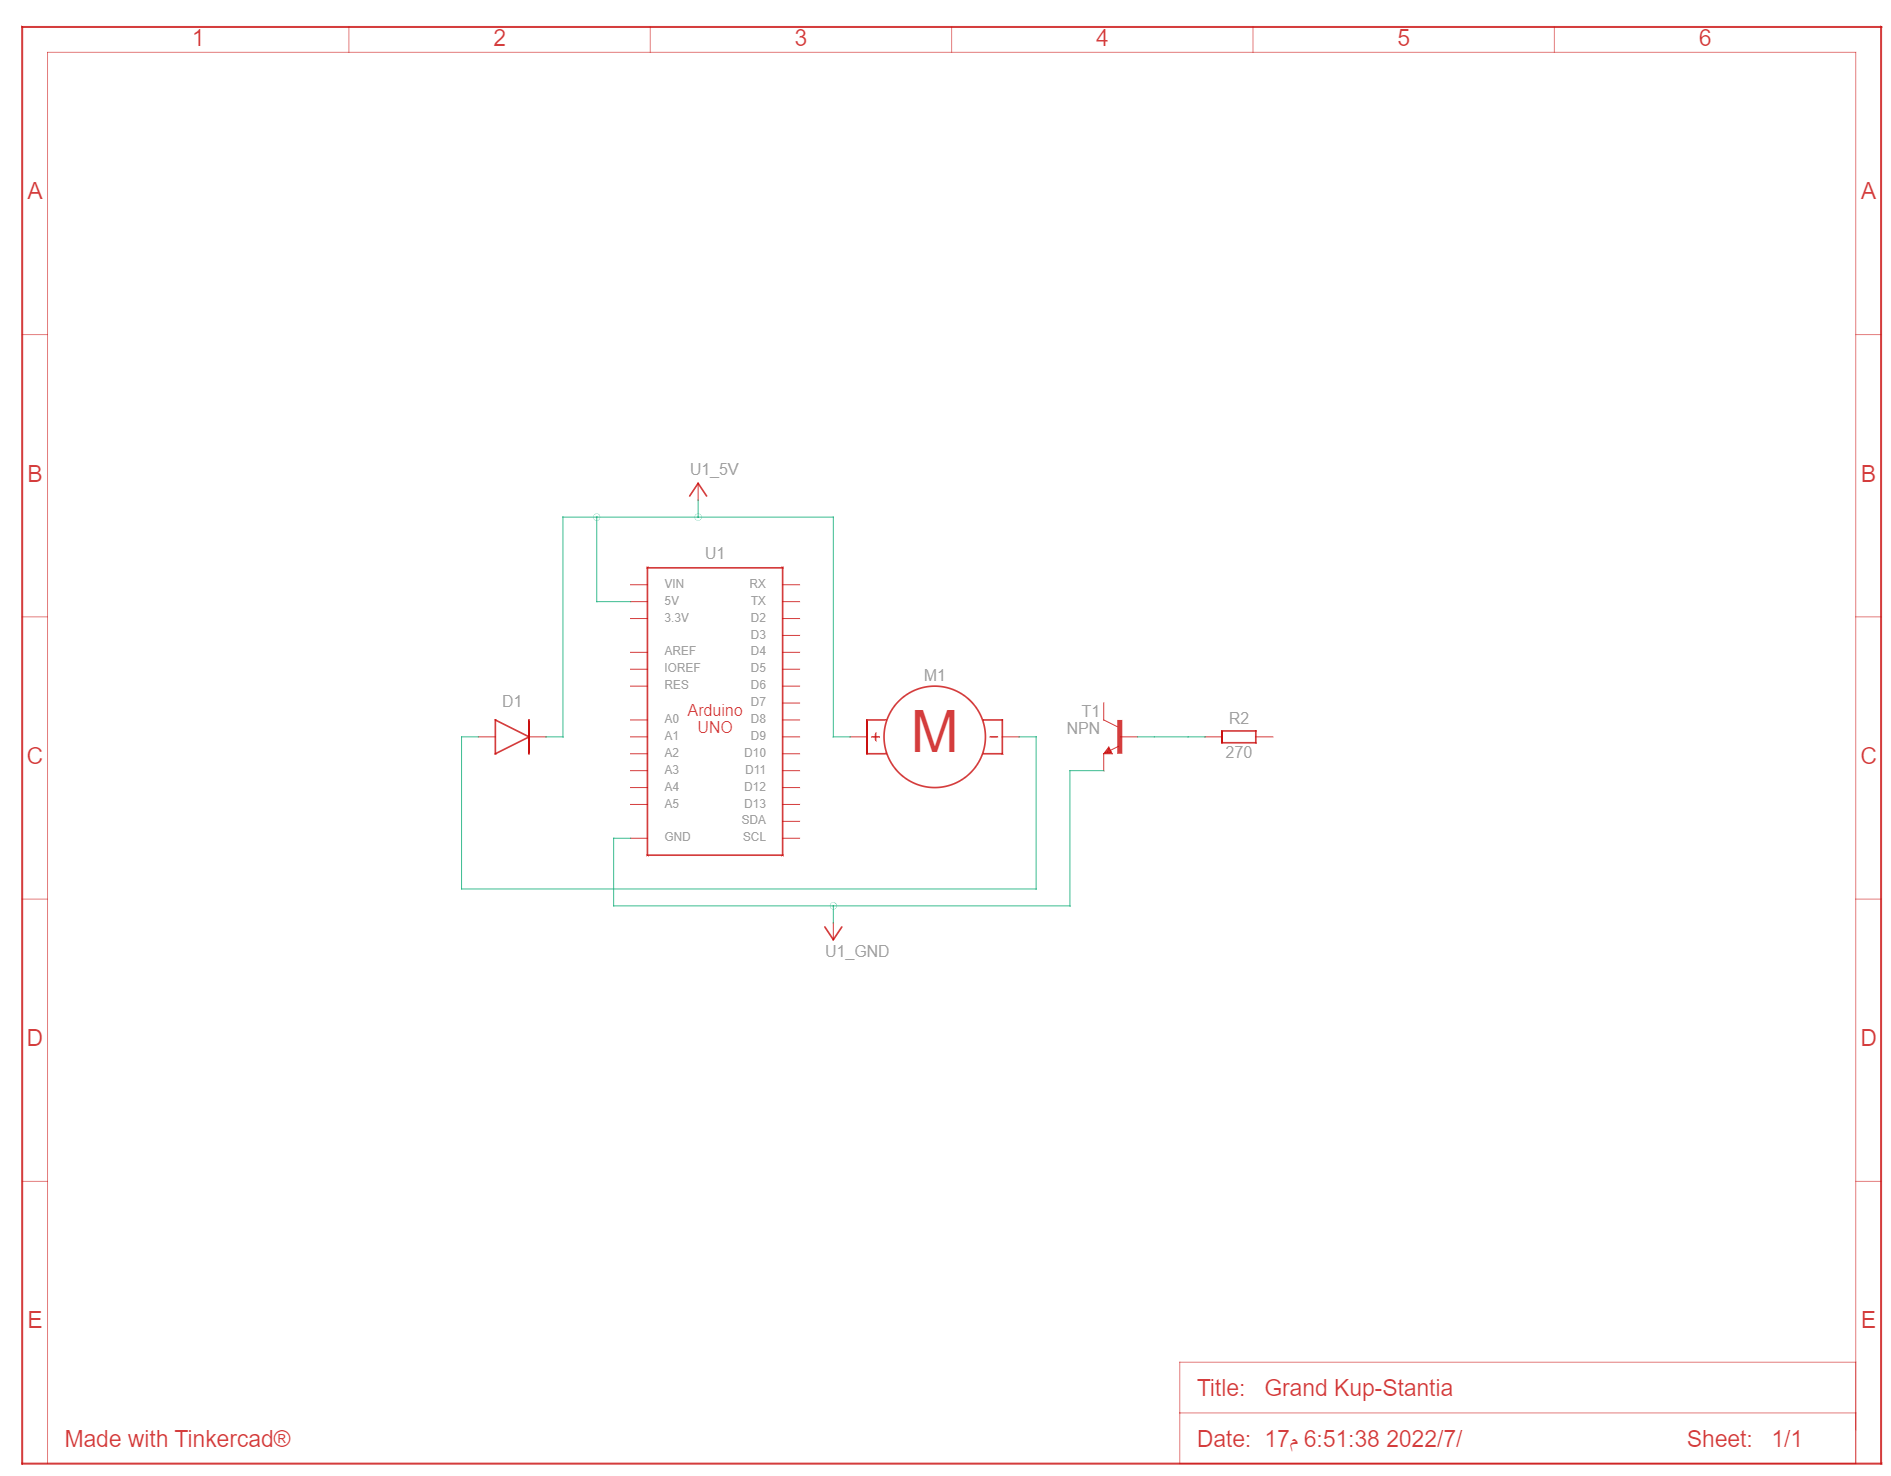 1 2 3 4 5 6
A A
B B
U1_5V
U1
VIN RX
5V TX
3.3V D2
D3
AREF D4
IOREF D5
RES D6
D7
Arduino
UNO
A0 D8
A1 D9
A2 D10
A3 D11
A4 D12
A5 D13
SDA
GND SCL
D1
M1
+ M −
T1
NPN
R2
270
C C
U1_GND
D D
E E
Title: Grand Kup-Stantia
Made with Tinkercad®
Date: 17م 6:51:38 2022/7/ Sheet: 1/1